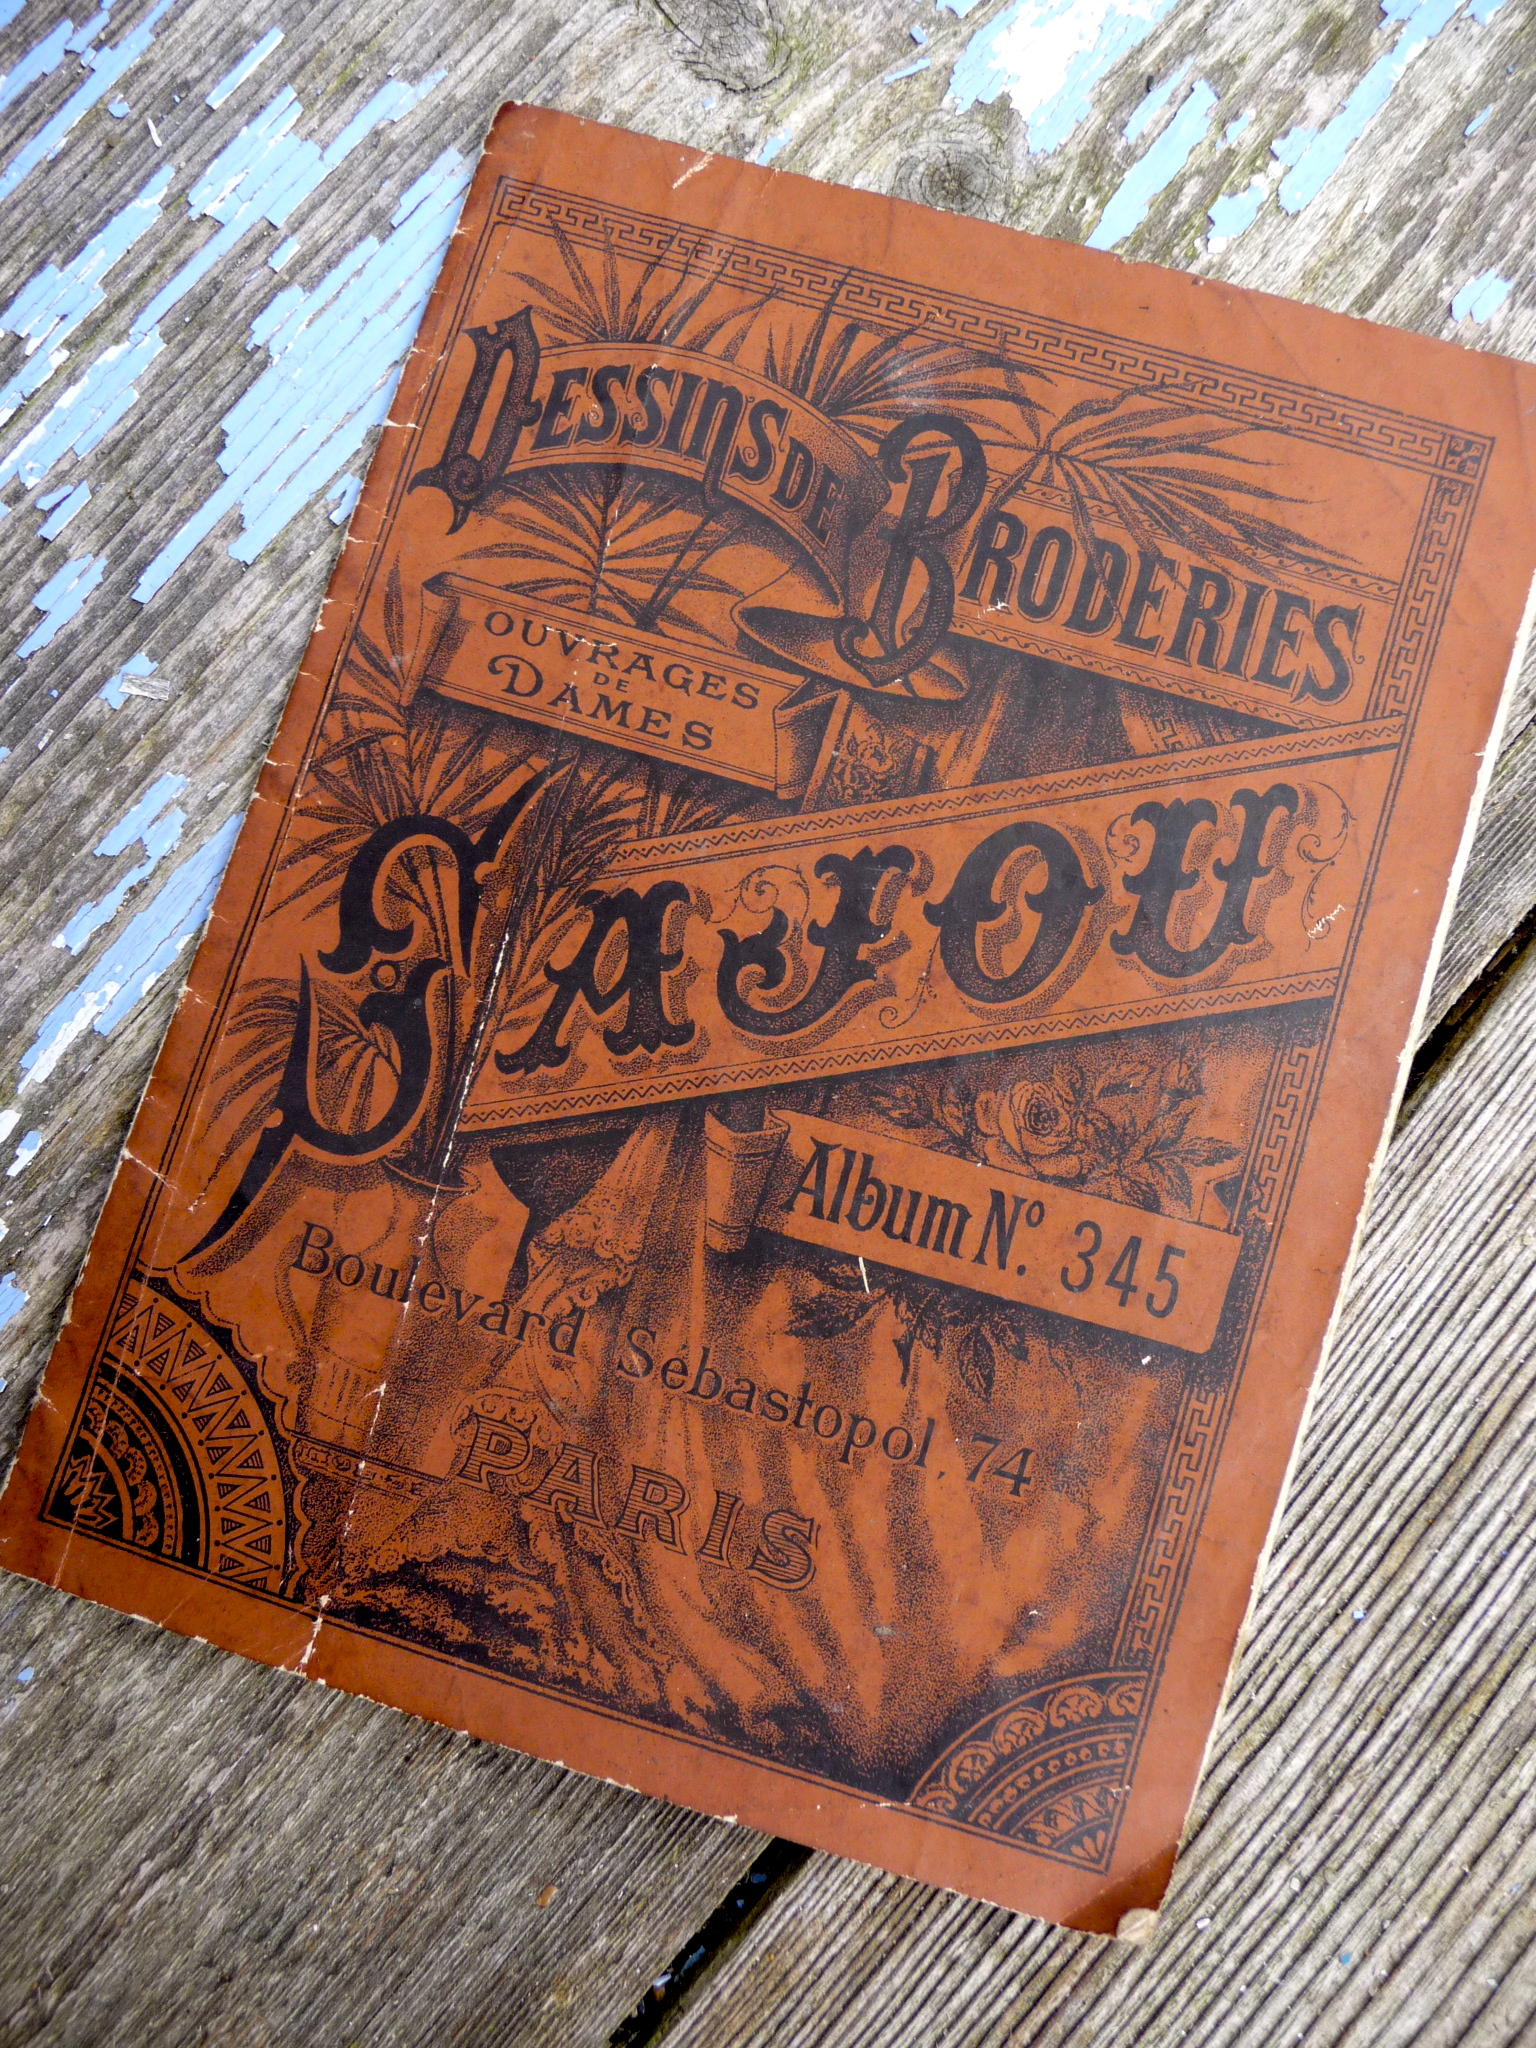 DESSINS DE BRODERIES
OUVRAGES
DE
DAMES
SAJOU
Album Nº. 345
Boulevard Sébastopol, 74
PARIS